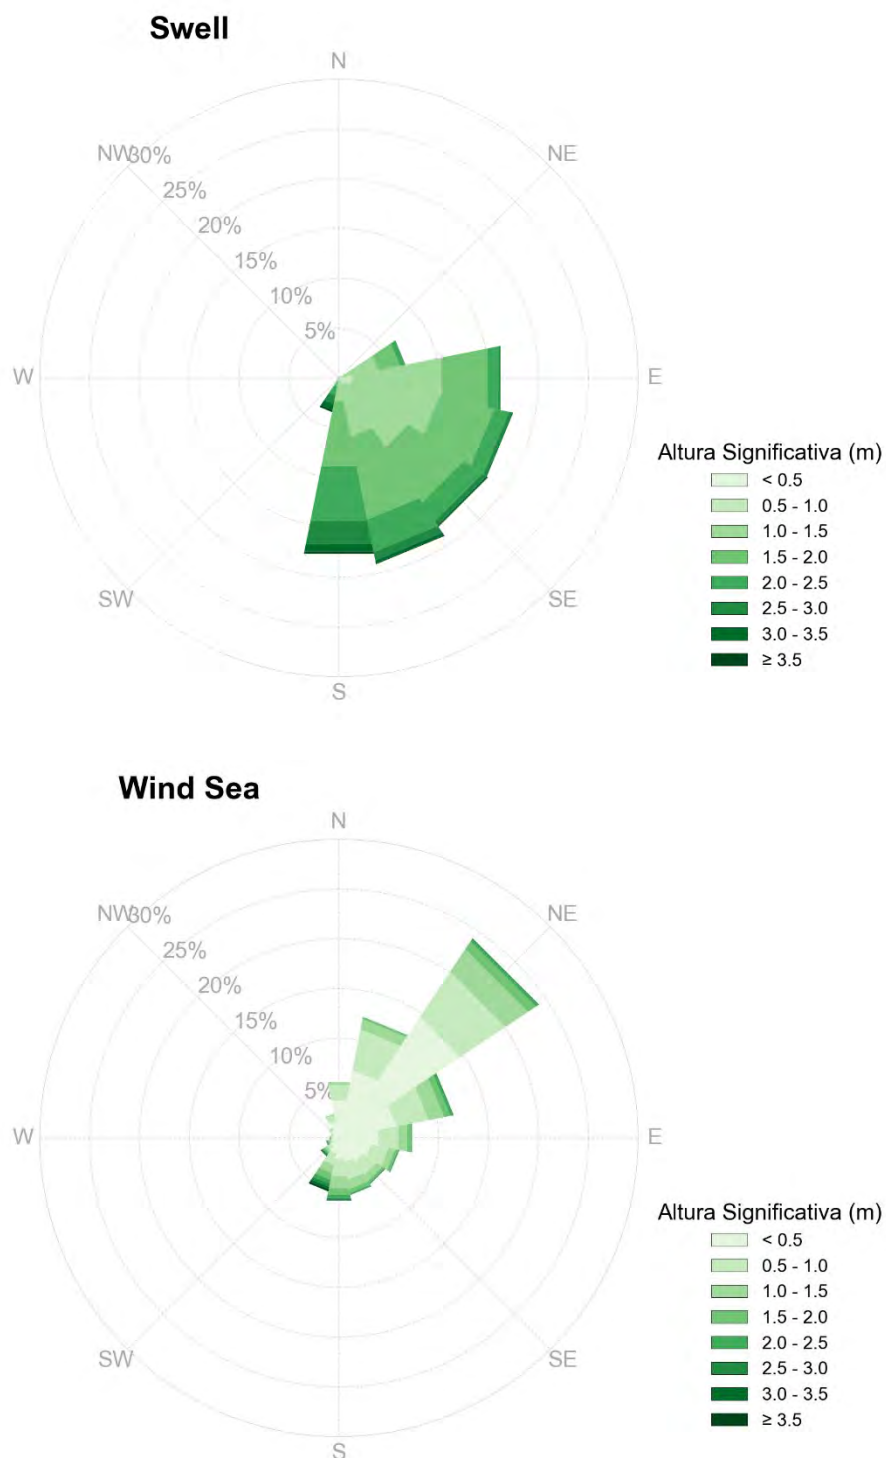 Swell
N
NW
30%
NE
25%
20%
15%
10%
5%
W
E
Altura Significativa (m)
< 0.5
0.5 - 1.0
1.0 - 1.5
1.5 - 2.0
2.0 - 2.5
2.5 - 3.0
3.0 - 3.5
≥ 3.5
SW
SE
S
Wind Sea
N
NW
30%
NE
25%
20%
15%
10%
5%
W
E
Altura Significativa (m)
< 0.5
0.5 - 1.0
1.0 - 1.5
1.5 - 2.0
2.0 - 2.5
2.5 - 3.0
3.0 - 3.5
≥ 3.5
SW
SE
S